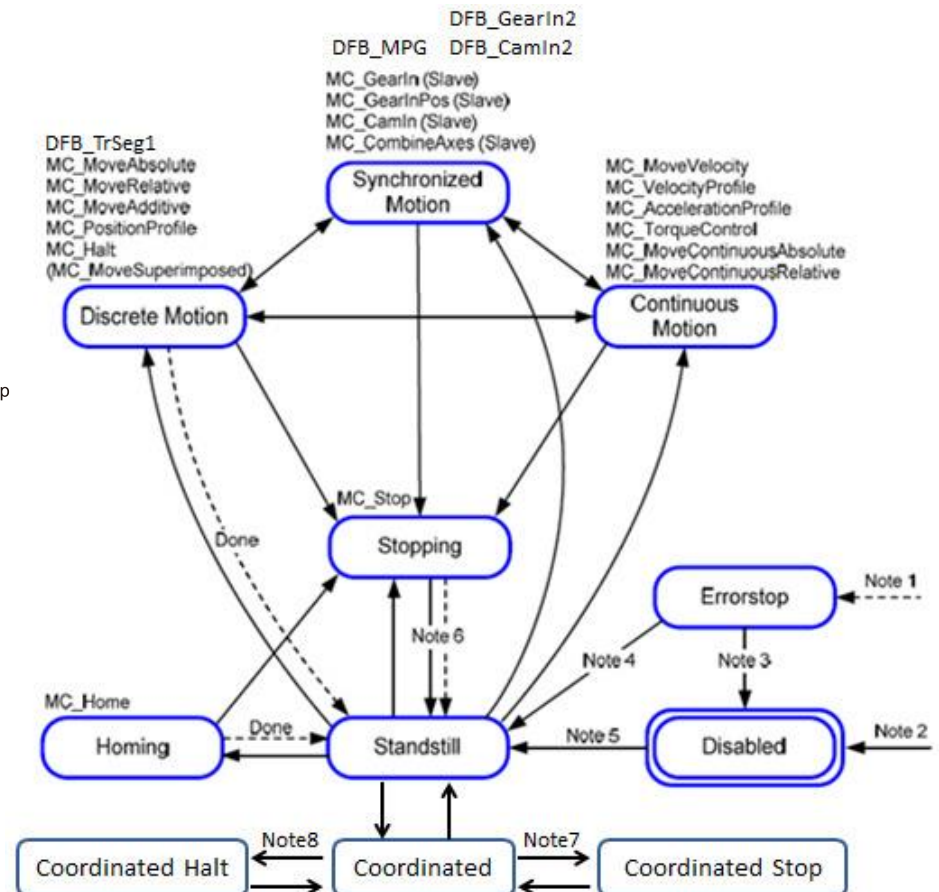 DFB_GearIn2
DFB_MPG DFB_CamIn2
MC_GearIn (Slave)
MC_GearInPos (Slave)
MC_CamIn (Slave)
MC_CombineAxes (Slave)
DFB_TrSeg1
MC_MoveAbsolute
MC_MoveRelative
MC_MoveAdditive
MC_PositionProfile
MC_Halt
(MC_MoveSuperimposed)
Synchronized
Motion
MC_MoveVelocity
MC_VelocityProfile
MC_AccelerationProfile
MC_TorqueControl
MC_MoveContinuousAbsolute
MC_MoveContinuousRelative
Discrete Motion
Continuous
Motion
p
MC_Stop
Done
Stopping
Errorstop
Note 1
Note 6
Note 4
Note 3
MC_Home
Homing
Done
Standstill
Note 5
Disabled
Note 2
Coordinated Halt
Note8
Coordinated
Note7
Coordinated Stop